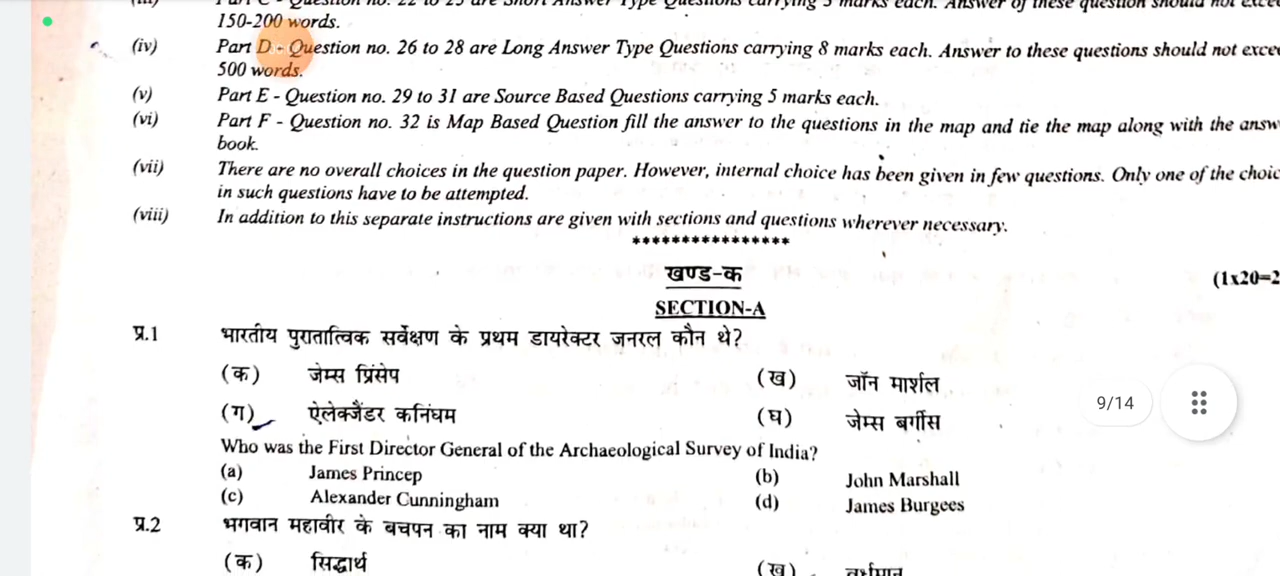 150-200 words.
(iv) Part D - Question no. 26 to 28 are Long Answer Type Questions carrying 8 marks each. Answer to these questions should not
500 words.
(v) Part E - Question no. 29 to 31 are Source Based Questions carrying 5 marks each.
(vi) Part F - Question no. 32 is Map Based Question fill the answer to the questions in the map and tie the map along with the
book.
(vii) There are no overall choices in the question paper. However, internal choice has been given in few questions. Only one of the
in such questions have to be attempted.
(viii) In addition to this separate instructions are given with sections and questions wherever necessary.
****************
खण्ड-क
(1x20=2
SECTION-A
प्र.1 भारतीय पुरातात्विक सर्वेक्षण के प्रथम डायरेक्टर जनरल कौन थे?
(क) जेम्स प्रिंसेप (ख) जॉन मार्शल
(ग) ऐलेक्जेंडर कनिंघम (घ) जेम्स बर्गीस
9/14
Who was the First Director General of the Archaeological Survey of India?
(a) James Princep (b) John Marshall
(c) Alexander Cunningham (d) James Burgees
प्र.2 भगवान महावीर के बचपन का नाम क्या था?
(क) सिद्धार्थ (ख)